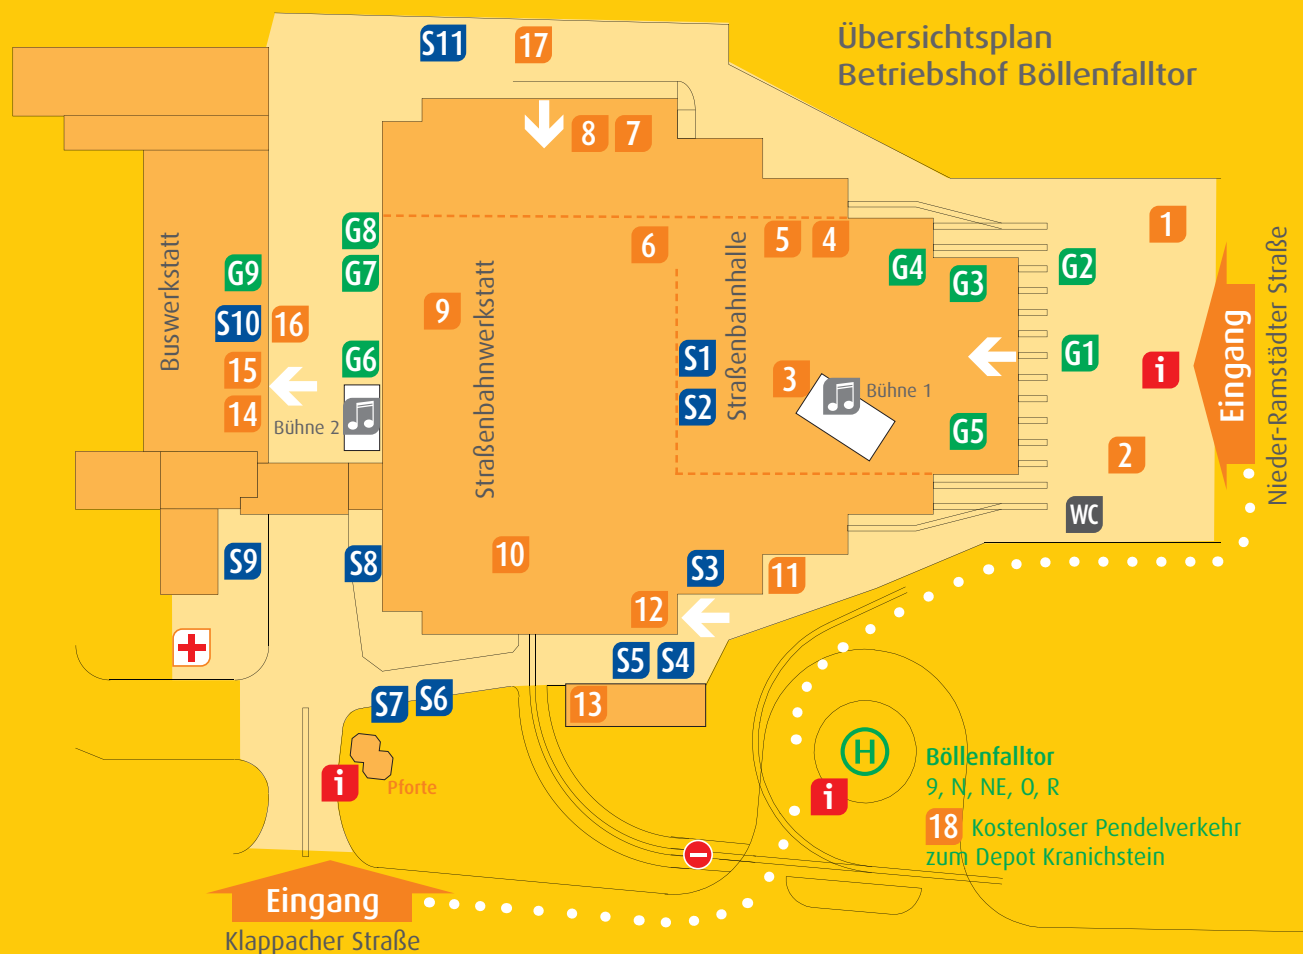 Übersichtsplan
Betriebshof Böllenfalltor
S11
17
8
7
1
G8
6
Straßenbahnhalle
5
4
G4
G3
G2
Nieder-Ramstädter Straße
Buswerkstatt
G9
G7
Straßenbahnwerkstatt
9
S10
16
G6
S1
G1
i
Eingang
15
14
Bühne 2
S2
3
Bühne 1
G5
2
WC
S9
S8
10
S3
11
12
S5
S4
S7
S6
13
i
Pforte
H
i
Böllenfalltor
9, N, NE, O, R
18 Kostenloser Pendelverkehr
zum Depot Kranichstein
Eingang
Klappacher Straße